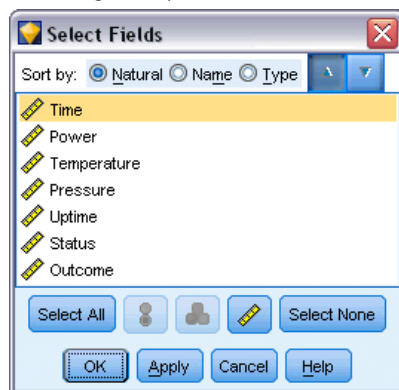 Select Fields
Sort by: Natural Name Type
Time
Power
Temperature
Pressure
Uptime
Status
Outcome
Select All Select None
OK Apply Cancel Help